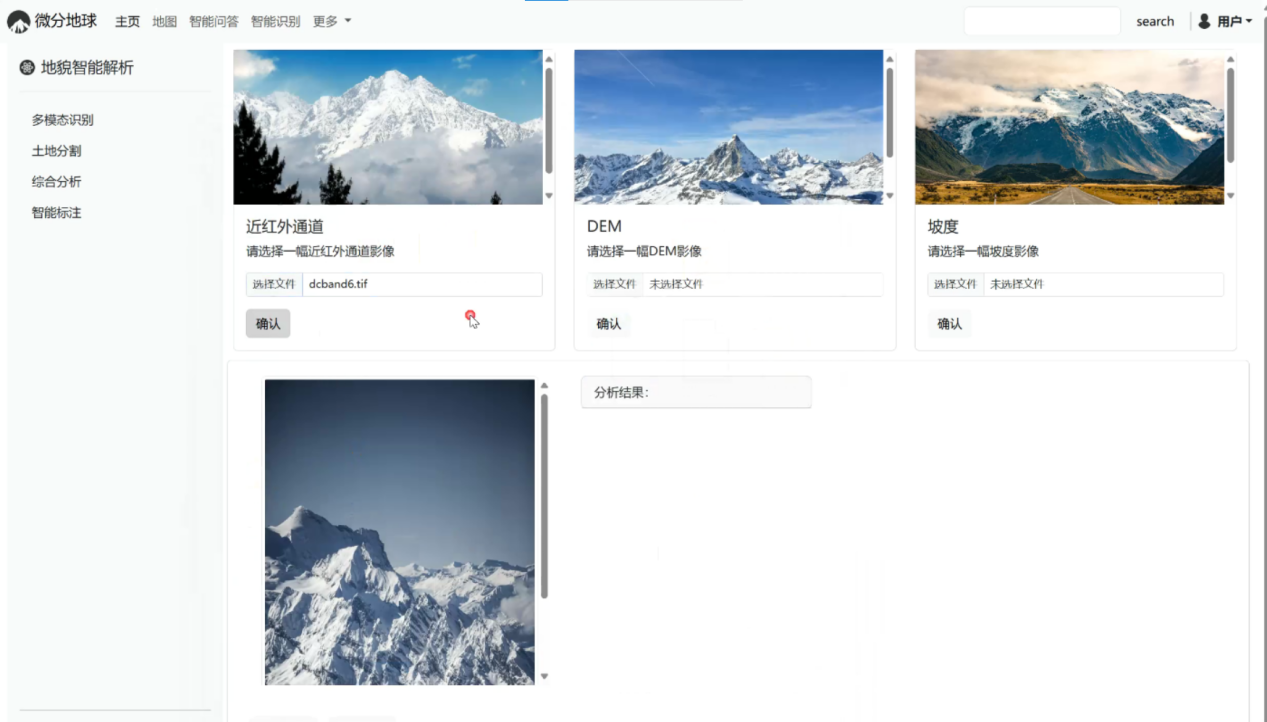 微分地球 主页 地图 智能问答 智能识别 更多 search 用户
地貌智能解析
多模态识别
土地分割
综合分析
智能标注
近红外通道
请选择一幅近红外通道影像
选择文件 dcband6.tif
确认
DEM
请选择一幅DEM影像
选择文件 未选择文件
确认
坡度
请选择一幅坡度影像
选择文件 未选择文件
确认
分析结果：